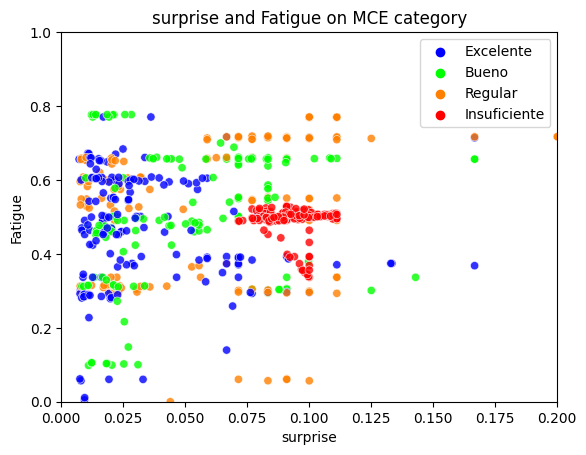 surprise and Fatigue on MCE category
1.0
0.8
0.6
0.4
0.2
0.0
Fatigue
Excelente
Bueno
Regular
Insuficiente
0.000 0.025 0.050 0.075 0.100 0.125 0.150 0.175 0.200
surprise